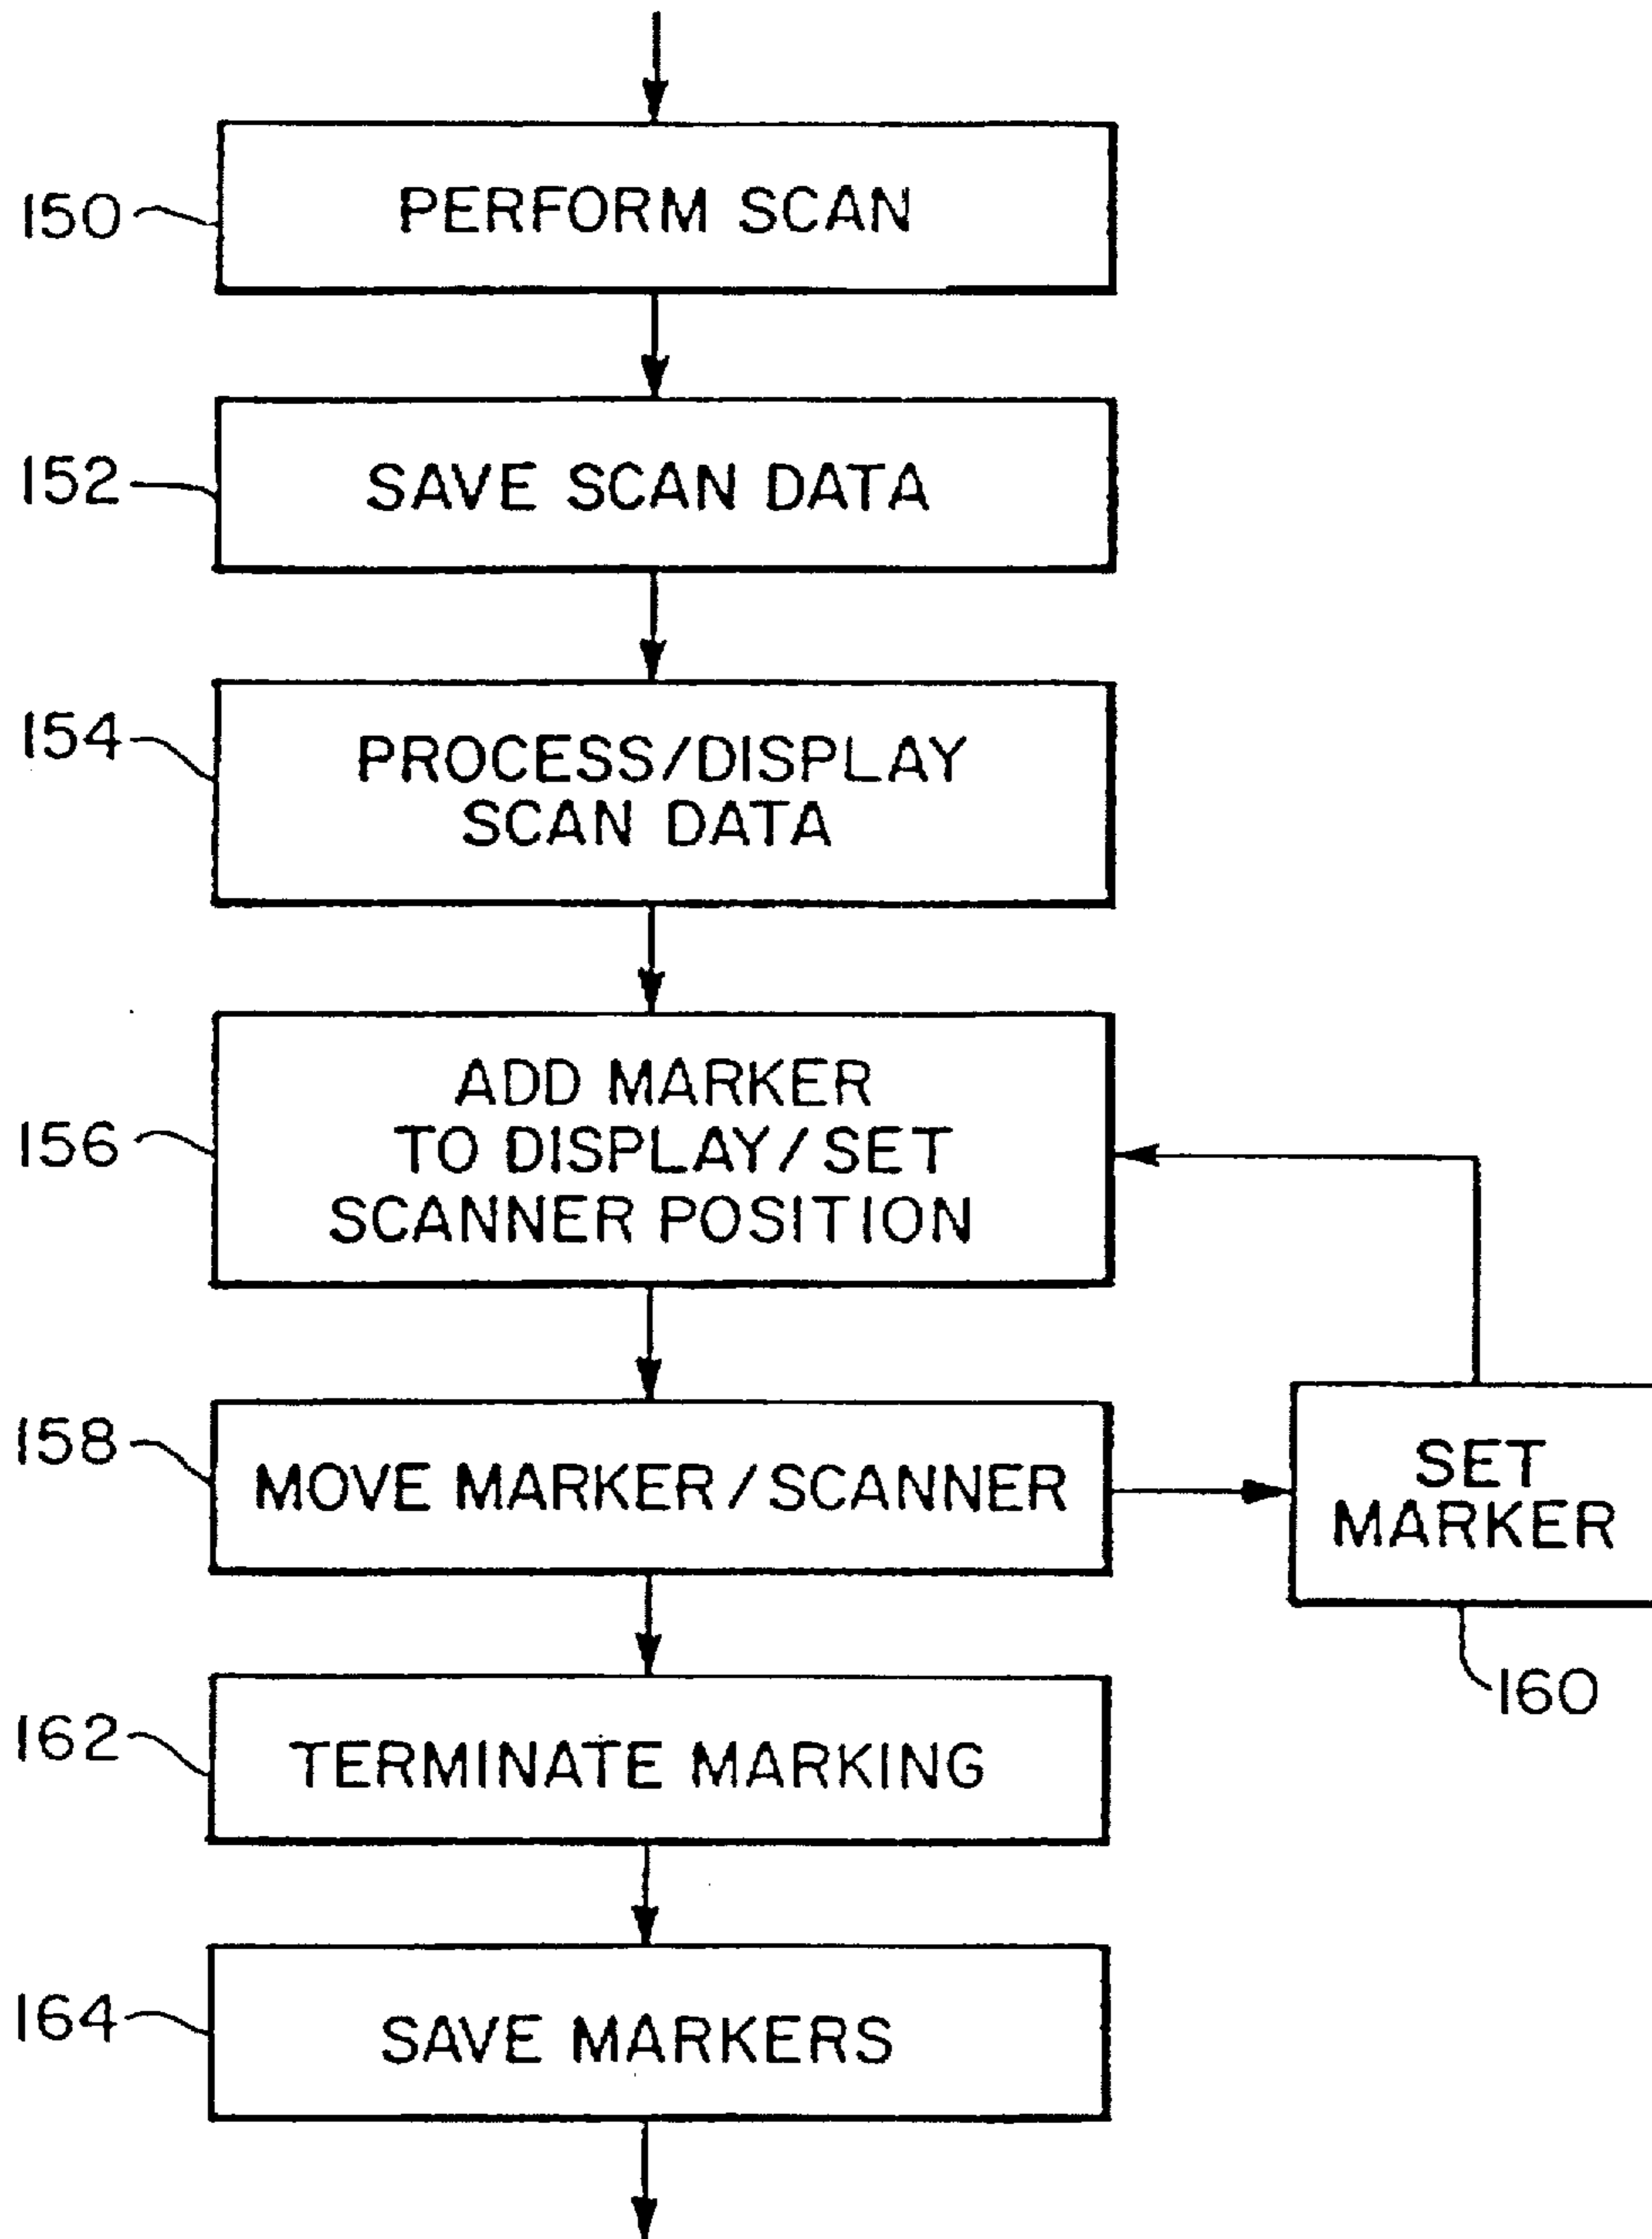 150
PERFORM SCAN
152
SAVE SCAN DATA
154
PROCESS/DISPLAY
SCAN DATA
156
ADD MARKER
TO DISPLAY/SET
SCANNER POSITION
158
MOVE MARKER/SCANNER
SET
MARKER
160
162
TERMINATE MARKING
164
SAVE MARKERS